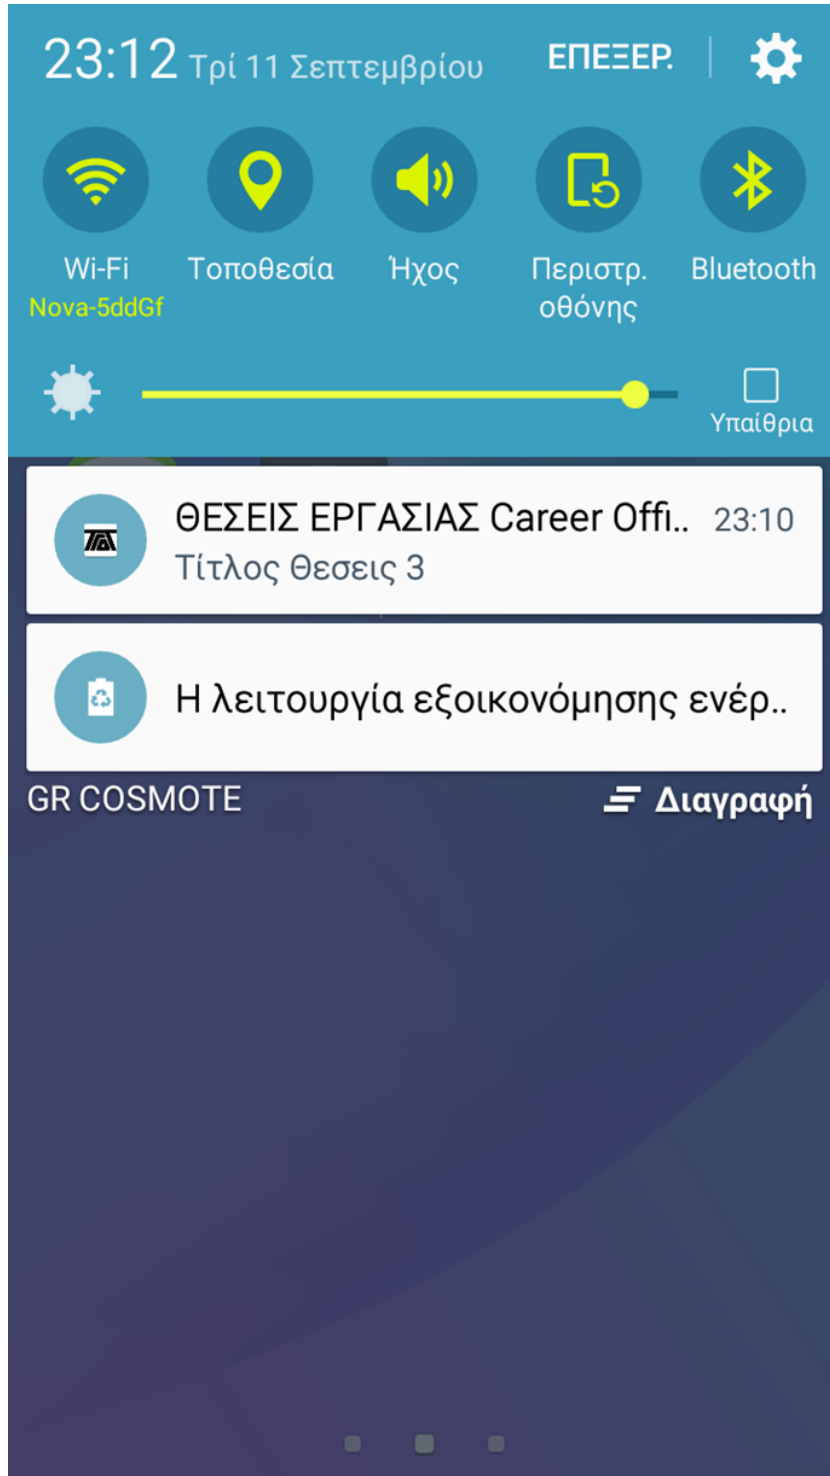 23:12 Τρί 11 Σεπτεμβρίου ΕΠΕΞΕΡ.
Wi-Fi Τοποθεσία Ήχος Περιστρ. οθόνης Bluetooth
Nova-5ddGf
Υπαίθρια
ΘΕΣΕΙΣ ΕΡΓΑΣΙΑΣ Career Offi.. 23:10
Τίτλος Θεσεις 3
Η λειτουργία εξοικονόμησης ενέρ..
GR COSMOTE Διαγραφή